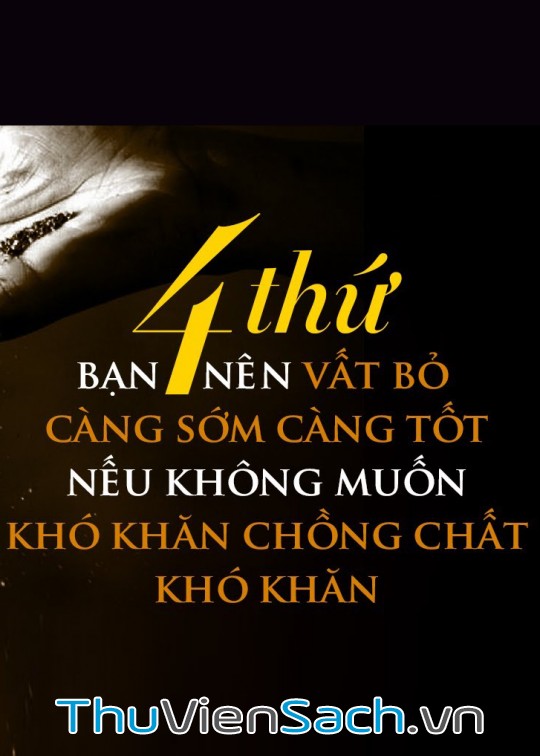 4 thứ
BẠN NÊN VẤT BỎ
CÀNG SỚM CÀNG TỐT
NẾU KHÔNG MUỐN
KHÓ KHĂN CHỒNG CHẤT
KHÓ KHĂN
ThuVienSach.vn